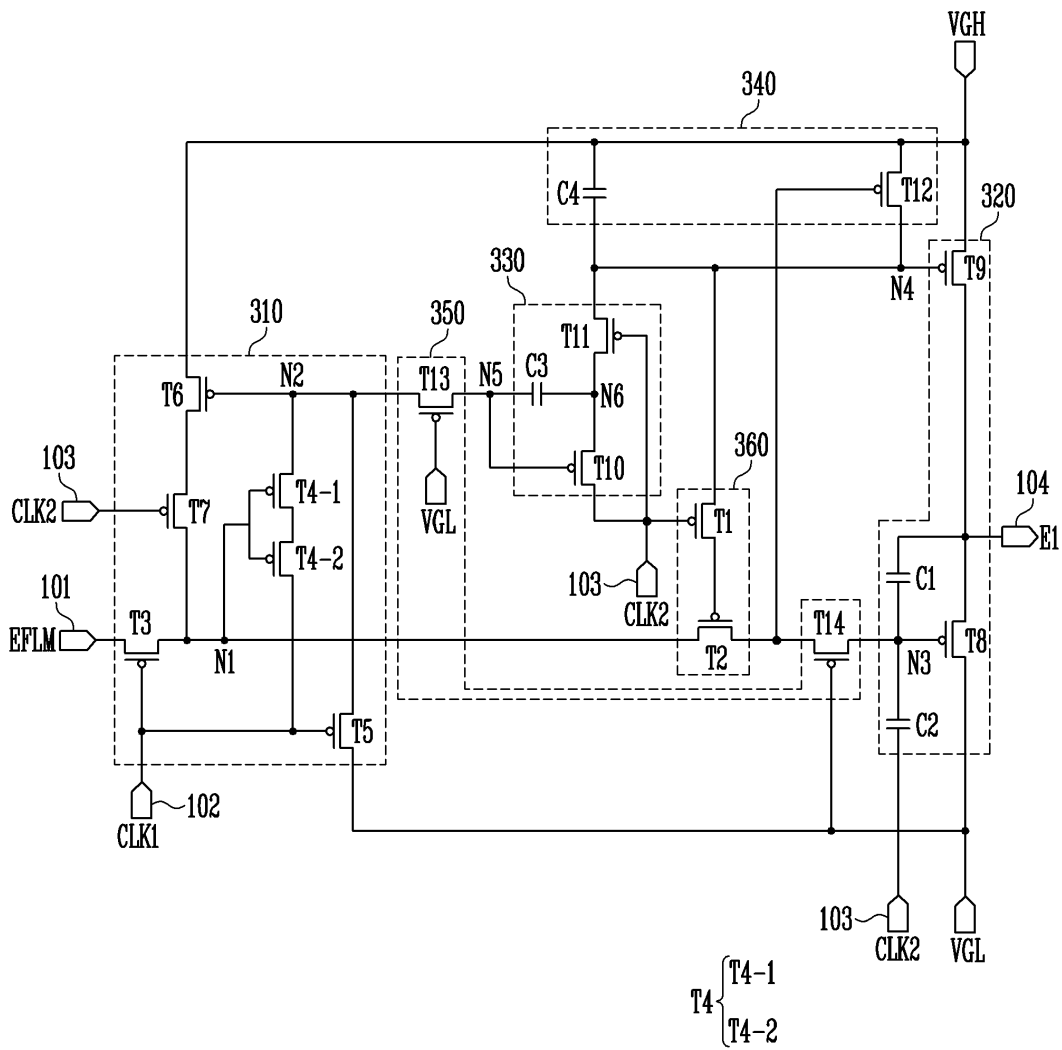 VGH
340
C4
T12
320
330
T9
N4
310
350
T11
T13
C3
N2
N5
T6
N6
360
103
T4-1
T10
104
CLK2
T7
VGL
T1
E1
T4-2
103
C1
101
CLK2
T3
T14
EFLM
T8
N1
T2
N3
T5
C2
102
CLK1
103
CLK2
VGL
T4-1
T4
T4-2